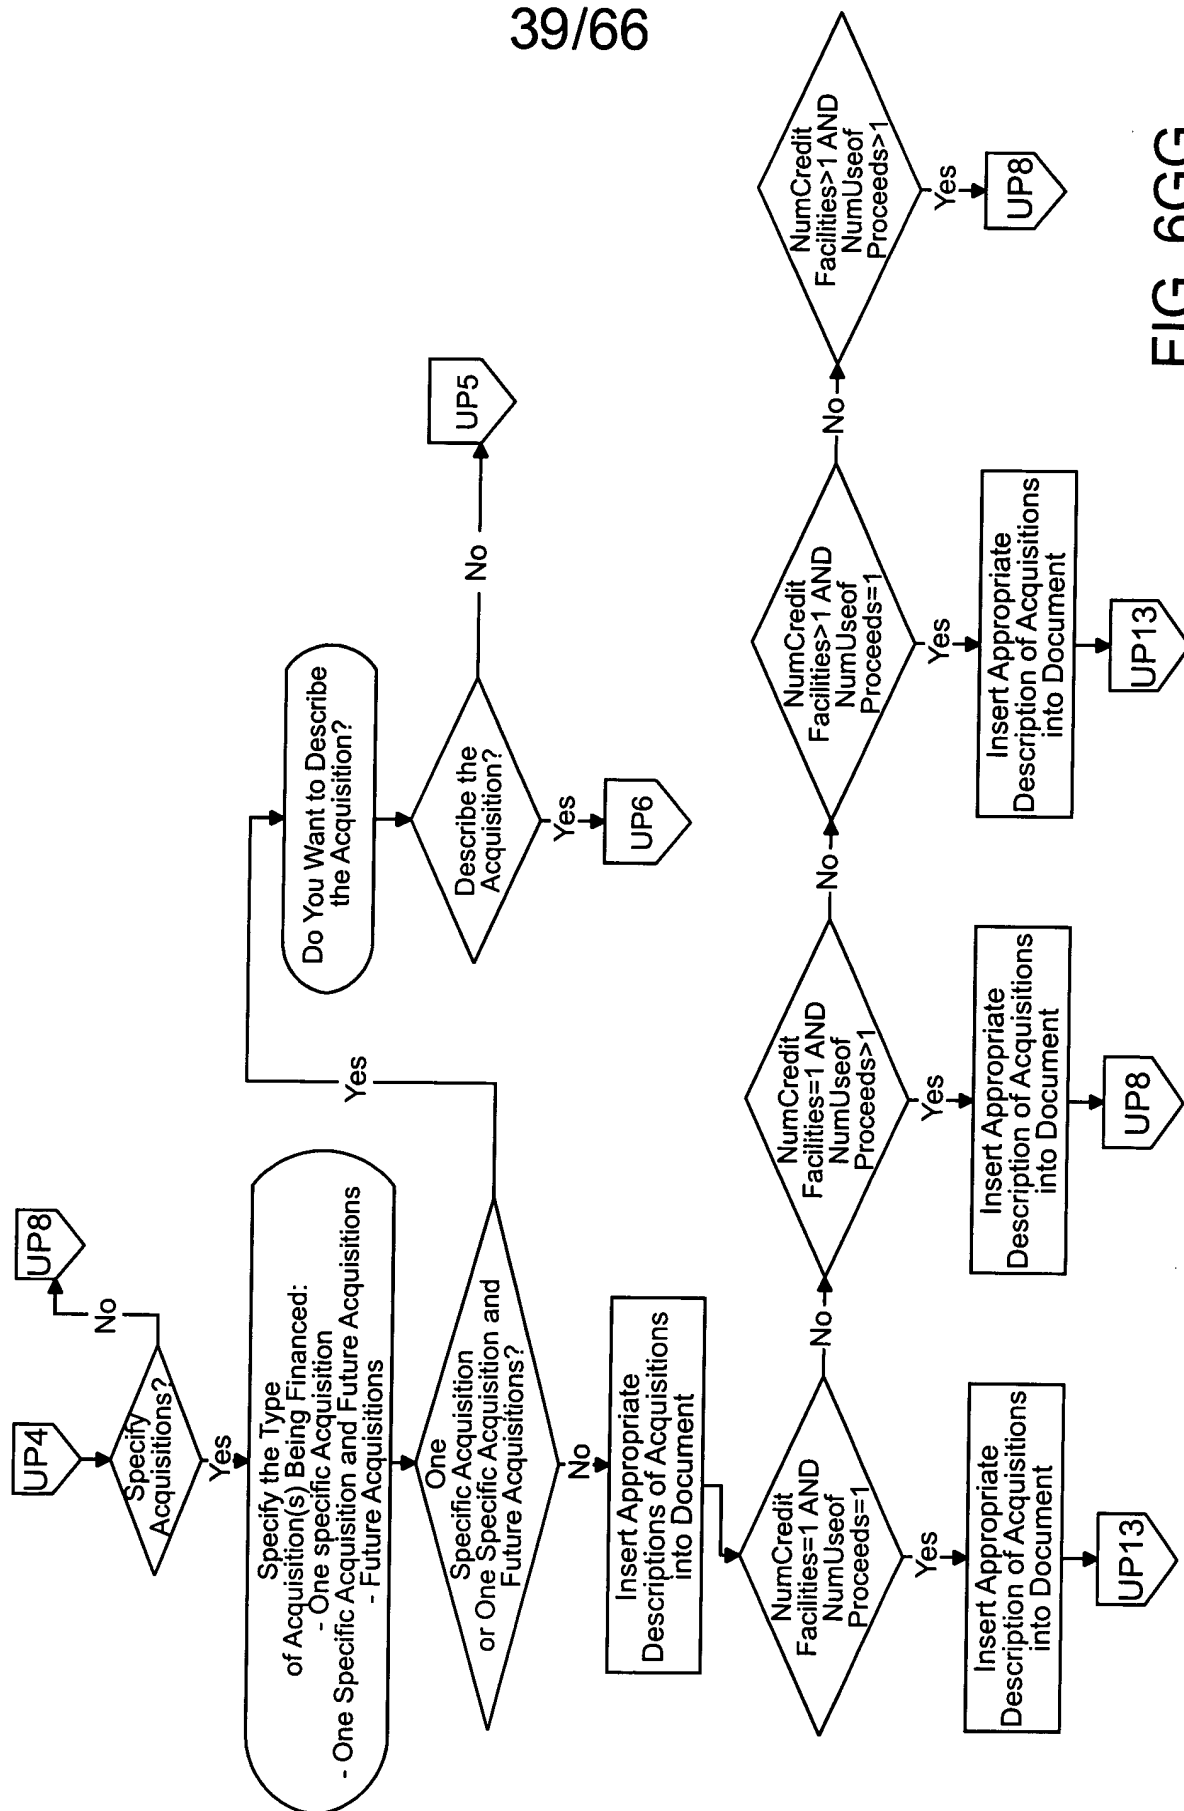 39/66
UP4
Specify
Acquisitions?
No
UP8
Yes
Specify the Type
of Acquisition(s) Being Financed:
- One specific Acquisition
- One Specific Acquisition and Future Acquisitions
- Future Acquisitions
One
Specific Acquisition
or One Specific Acquisition and
Future Acquisitions?
Yes
Do You Want to Describe
the Acquisition?
Describe the
Acquisition?
No
UP5
Yes
UP6
No
Insert Appropriate
Descriptions of Acquisitions
into Document
NumCredit
Facilities=1 AND
NumUseof
Proceeds=1
Yes
Insert Appropriate
Description of Acquisitions
into Document
UP13
No
NumCredit
Facilities=1 AND
NumUseof
Proceeds>1
Yes
Insert Appropriate
Description of Acquisitions
into Document
UP8
No
NumCredit
Facilities>1 AND
NumUseof
Proceeds=1
Yes
Insert Appropriate
Description of Acquisitions
into Document
UP13
No
NumCredit
Facilities>1 AND
NumUseof
Proceeds>1
Yes
UP8
FIG. 6GG